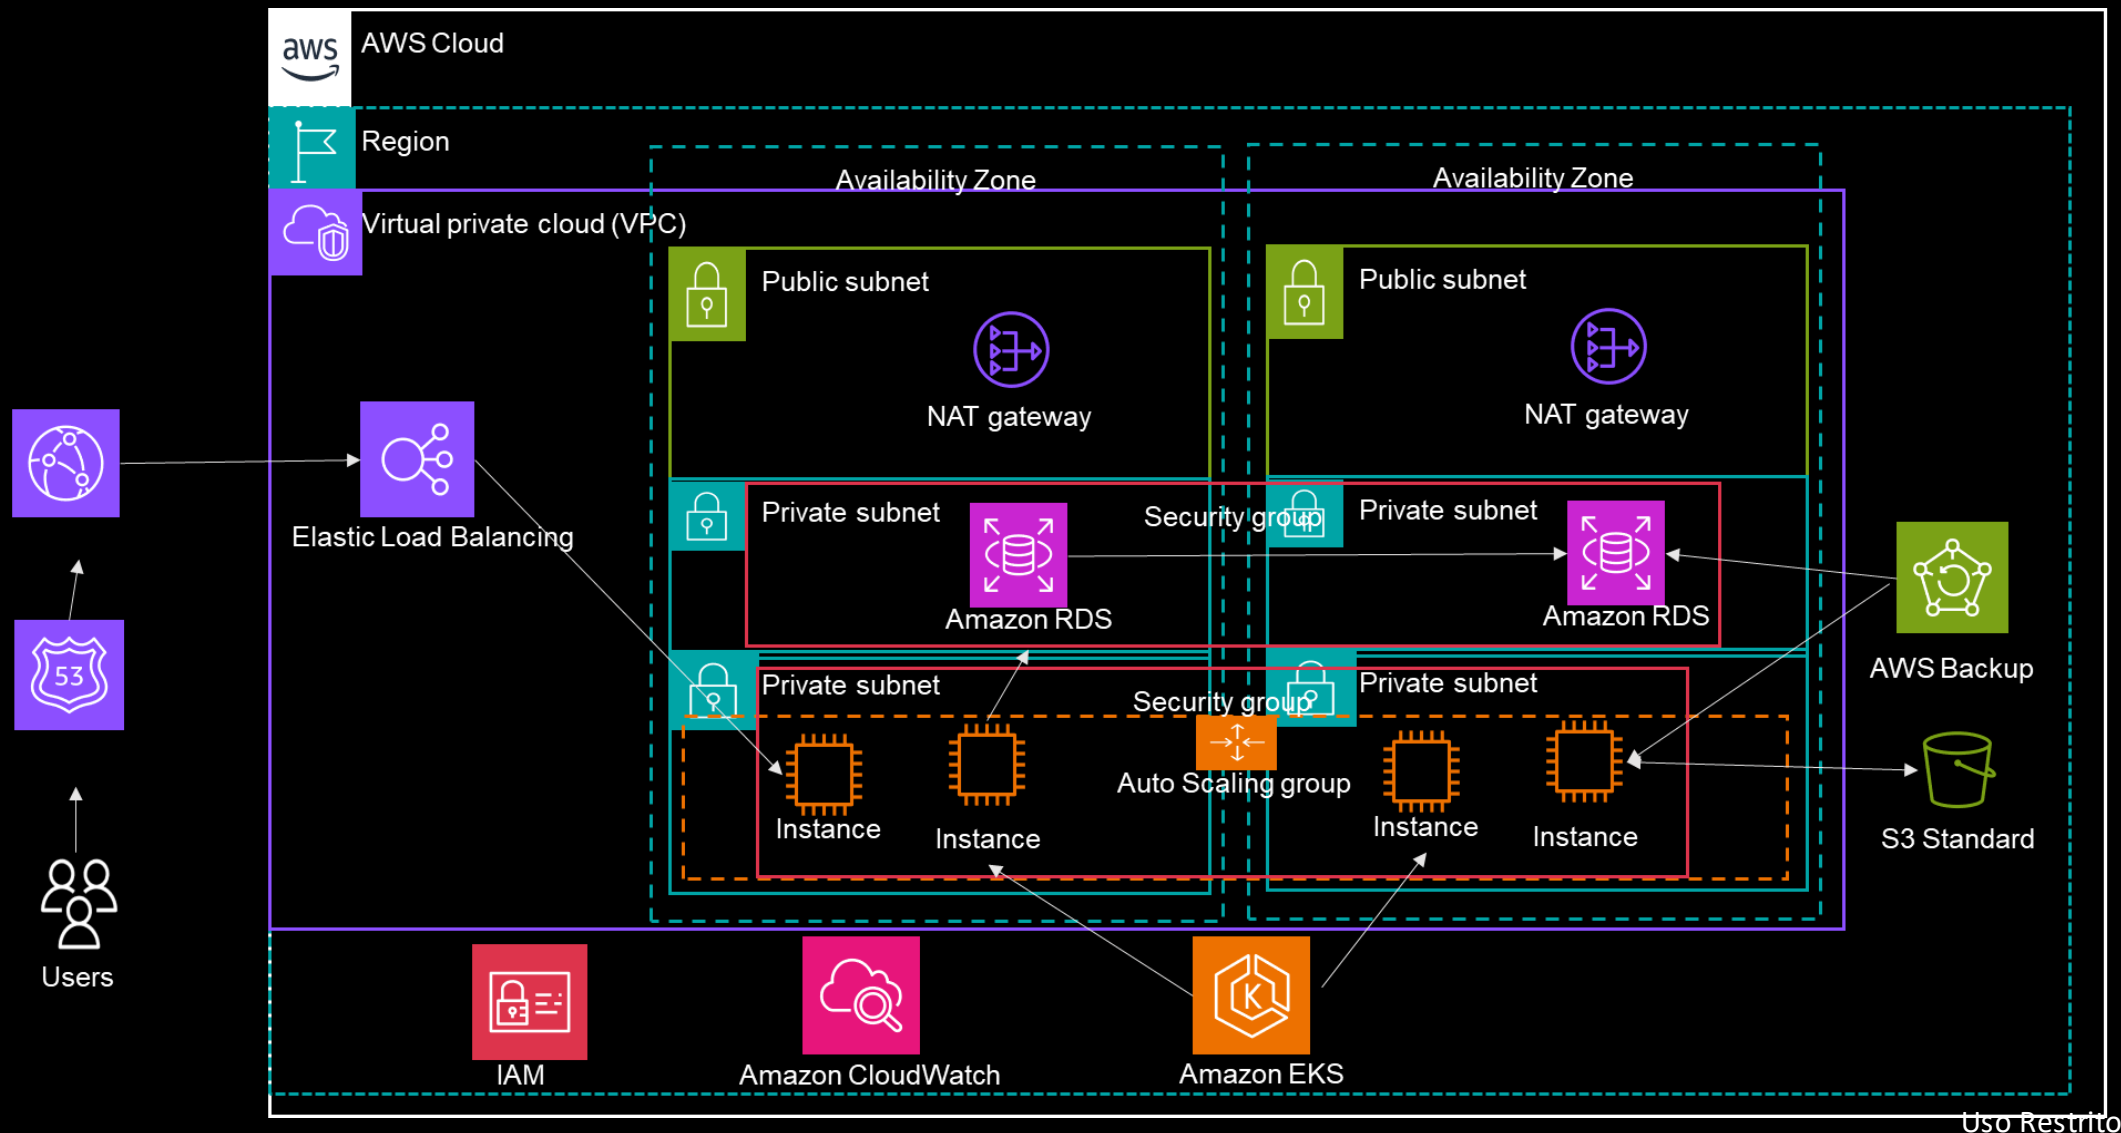 aws
AWS Cloud
Region
Availability Zone
Availability Zone
Virtual private cloud (VPC)
Public subnet
Public subnet
NAT gateway
NAT gateway
Private subnet
Security group
Private subnet
Elastic Load Balancing
Amazon RDS
Amazon RDS
AWS Backup
53
Private subnet
Security group
Private subnet
Auto Scaling group
Instance
Instance
Instance
Instance
S3 Standard
Users
K
IAM
Amazon CloudWatch
Amazon EKS
Uso Restrito